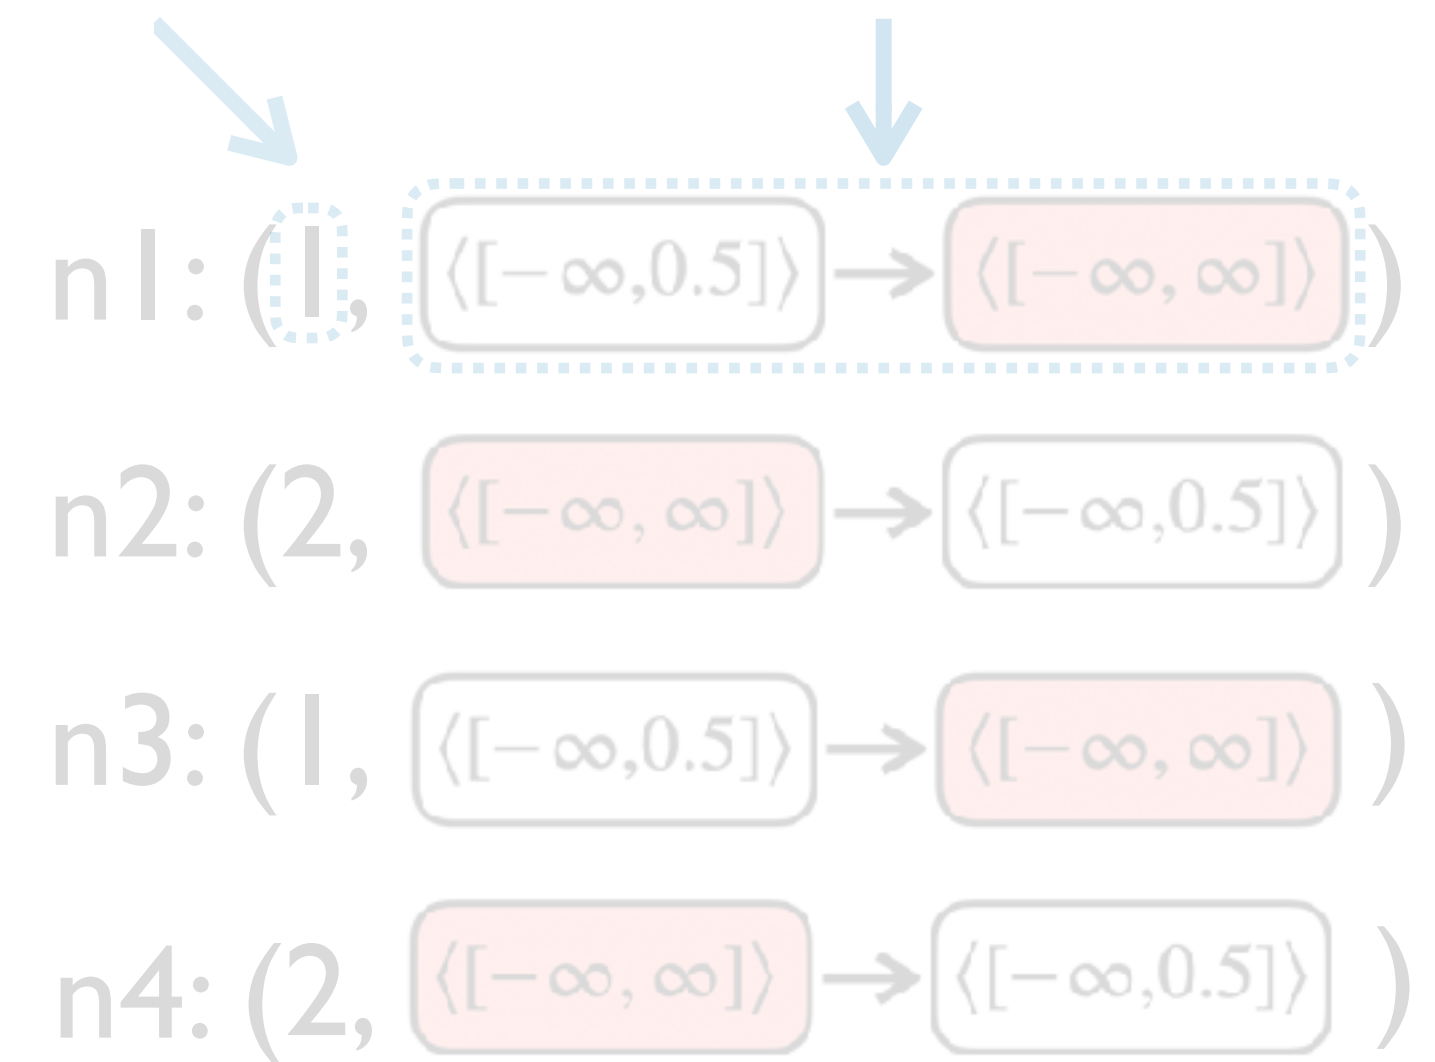 n1: (1, ⟨[−∞,0.5]⟩ → ⟨[−∞, ∞]⟩ )
n2: (2, ⟨[−∞, ∞]⟩ → ⟨[−∞,0.5]⟩ )
n3: (1, ⟨[−∞,0.5]⟩ → ⟨[−∞, ∞]⟩ )
n4: (2, ⟨[−∞, ∞]⟩ → ⟨[−∞,0.5]⟩ )